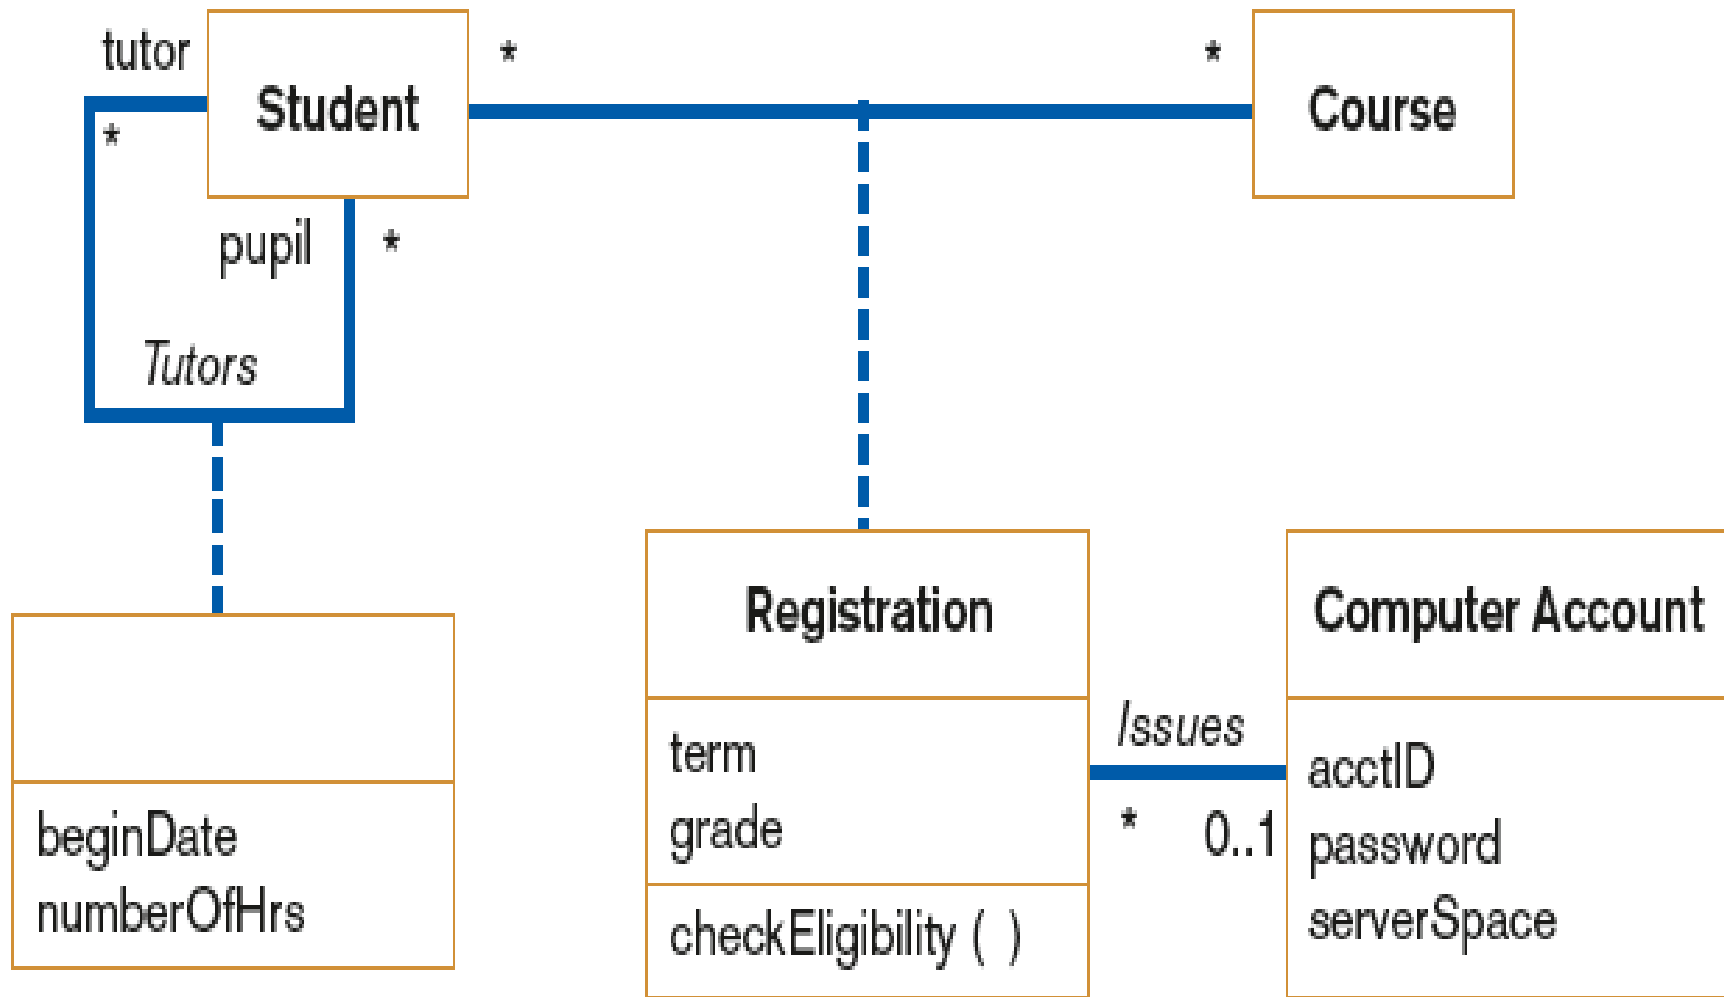 tutor
*
Student
*
*
Course
pupil
*
Tutors
beginDate
numberOfHrs
Registration
term
grade
checkEligibility ( )
Issues
*
0..1
Computer Account
acctID
password
serverSpace